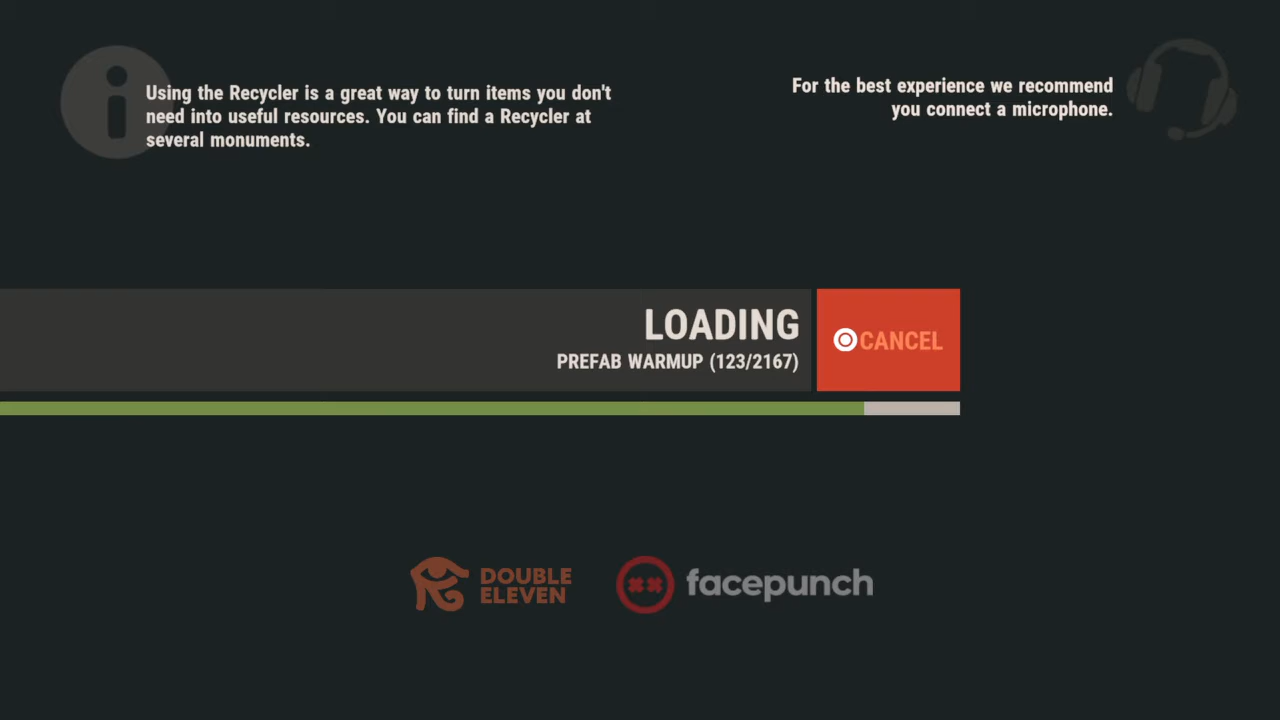 Using the Recycler is a great way to turn items you don't
need into useful resources. You can find a Recycler at
several monuments.
For the best experience we recommend
you connect a microphone.
LOADING
PREFAB WARMUP (123/2167)
CANCEL
DOUBLE
ELEVEN
facepunch